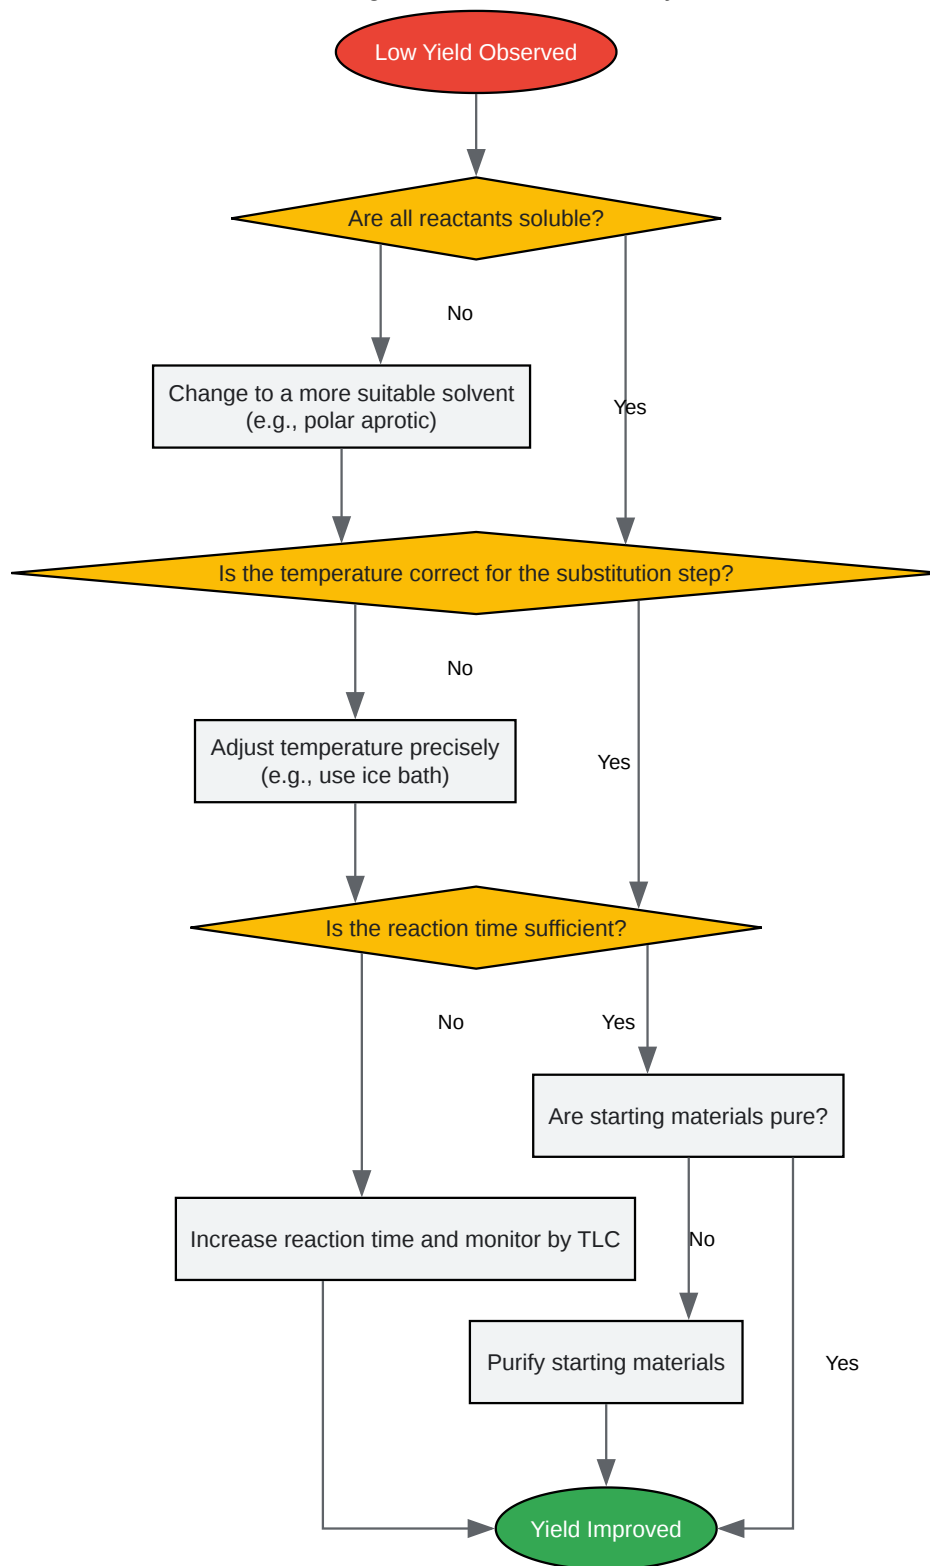 Low Yield Observed
Are all reactants soluble?
No
Change to a more suitable solvent
(e.g., polar aprotic)
Yes
Is the temperature correct for the substitution step?
No
Adjust temperature precisely
(e.g., use ice bath)
Yes
Is the reaction time sufficient?
No
Yes
Are starting materials pure?
Increase reaction time and monitor by TLC
No
Purify starting materials
Yes
Yield Improved